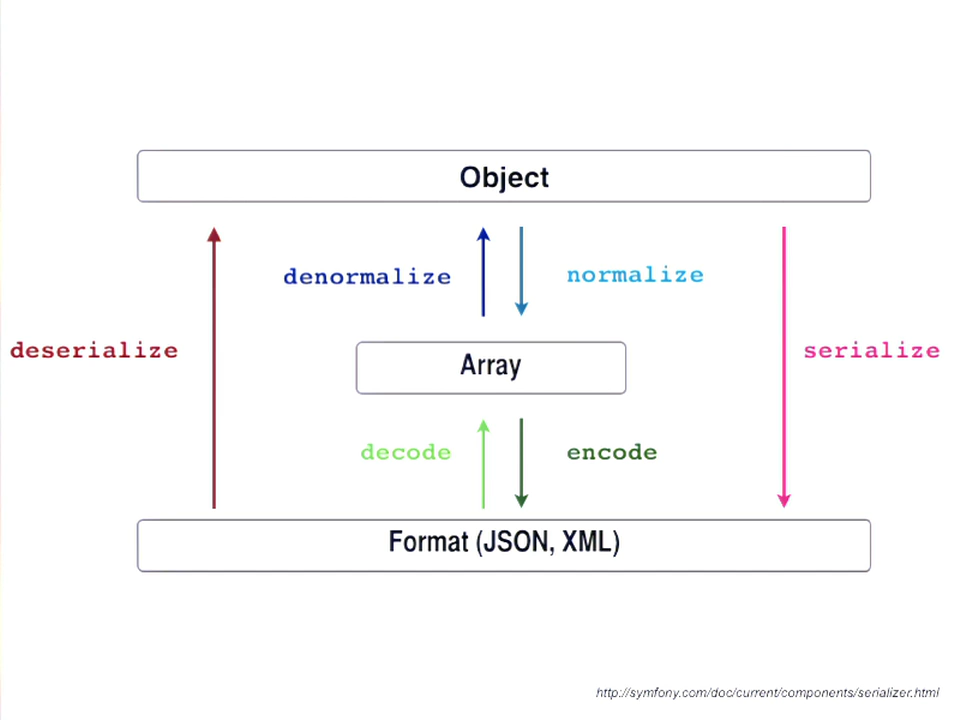 Object
denormalize
normalize
deserialize
Array
serialize
decode
encode
Format (JSON, XML)
http://symfony.com/doc/current/components/serializer.html